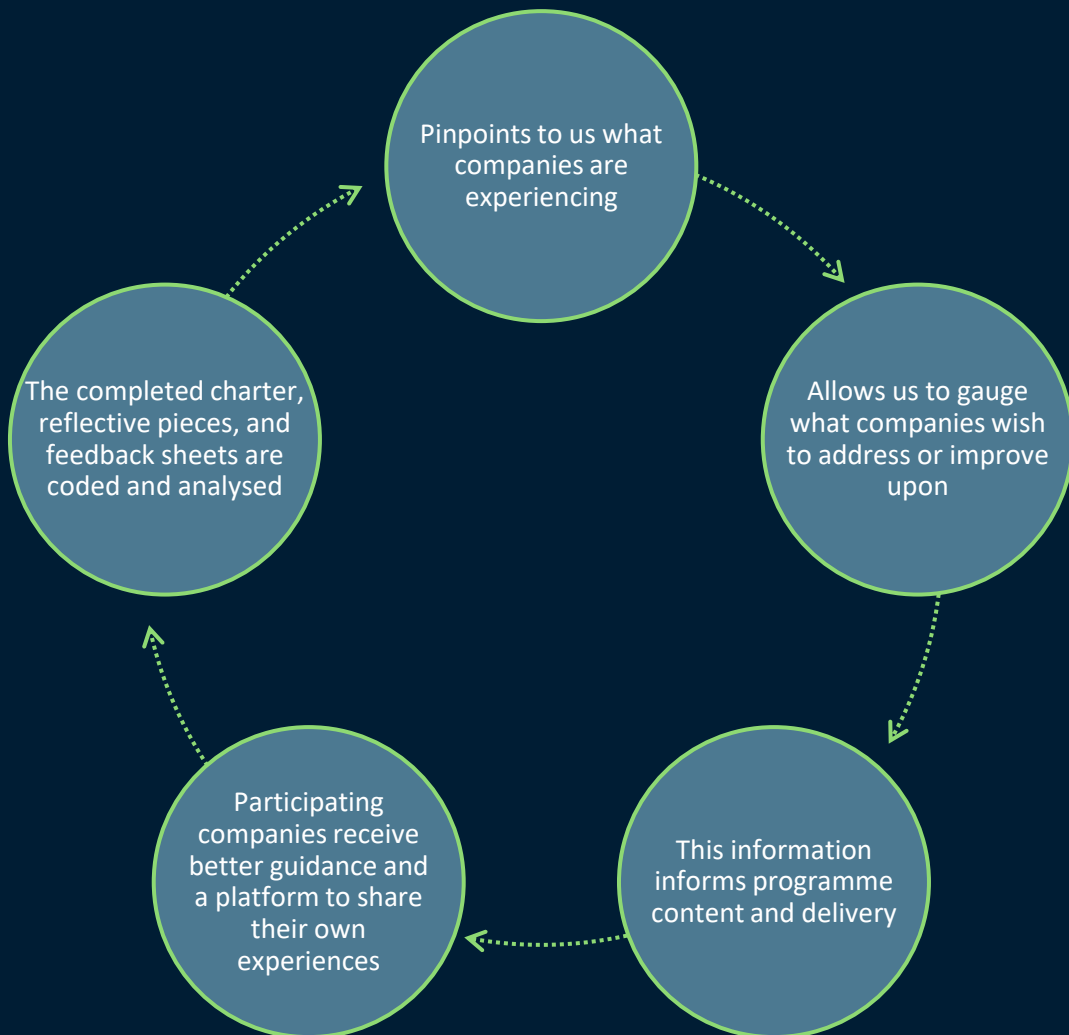 Pinpoints to us what
companies are
experiencing
Allows us to gauge
what companies wish
to address or improve
upon
This information
informs programme
content and delivery
Participating
companies receive
better guidance and
a platform to share
their own
experiences
The completed charter,
reflective pieces, and
feedback sheets are
coded and analysed